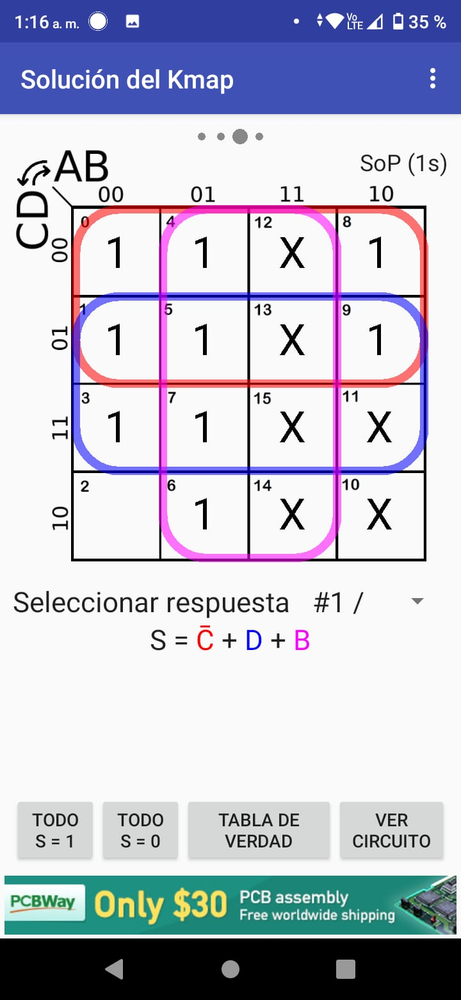 1:16 a. m. Vo LTE 35 %
Solución del Kmap
AB SoP (1s)
CD
00 01 11 10
00 0 1 4 1 12 X 8 1
01 1 1 5 1 13 X 9 1
11 3 1 7 1 15 X 11 X
10 2 6 1 14 X 10 X
Seleccionar respuesta #1 /
S = C̄ + D + B
TODO S = 1
TODO S = 0
TABLA DE VERDAD
VER CIRCUITO
PCBWay Only $30 PCB assembly
Free worldwide shipping